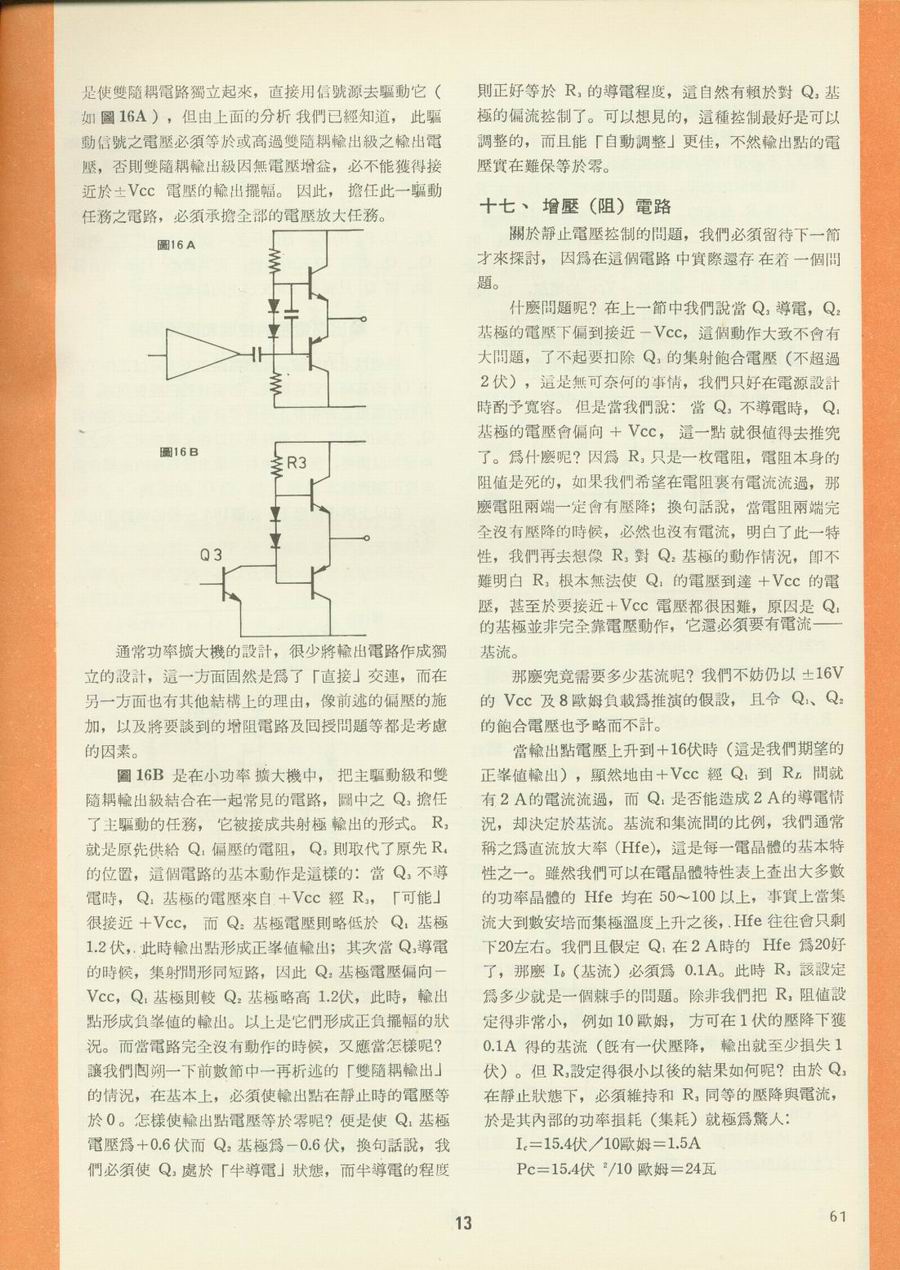 是使雙隨耦電路獨立起來，直接用信號源去驅動它（
如圖16A），但由上面的分析 我們已經知道， 此驅
動信號之電壓必須等於或高過雙隨耦輸出級之輸出電
壓，否則雙隨耦輸出級因無電壓增益，必不能獲得接
近於±Vcc 電壓的輸出擺幅。 因此， 擔任此一驅動
任務之電路，必須承擔全部的電壓放大任務。
圖16A
圖16B
R3
Q3
通常功率擴大機的設計，很少將輸出電路作成獨
立的設計，這一方面固然是爲了「直接」交連，而在
另一方面也有其他結構上的理由，像前述的偏壓的施
加，以及將要談到的增阻電路及回授問題等都是考慮
的因素。
圖16B 是在小功率 擴大機中， 把主驅動級和雙
隨耦輸出級結合在一起常見的電路，圖中之 Q₃ 擔任
了主驅動的任務， 它被接成共射極 輸出的形式。 R₃
就是原先供給 Q₁ 偏壓的電阻， Q₃ 則取代了原先 R₄
的位置，這個電路的基本動作是這樣的：當 Q₃ 不導
電時， Q₁ 基極的電壓來自 +Vcc 經 R₃， 「可能」
很接近 +Vcc， 而 Q₂ 基極電壓則略低於 Q₁ 基極
1.2 伏，此時輸出點形成正峯值輸出；其次當 Q₃導電
的時候，集射間形同短路，因此 Q₂ 基極電壓偏向－
Vcc，Q₁ 基極則較 Q₂ 基極略高 1.2伏，此時，輸出
點形成負峯值的輸出。以上是它們形成正負擺幅的狀
況。而當電路完全沒有動作的時候，又應當怎樣呢？
讓我們囘朔一下前數節中一再析述的「雙隨耦輸出」
的情況，在基本上，必須使輸出點在靜止時的電壓等
於 0 。怎樣使輸出點電壓等於零呢？便是使 Q₁ 基極
電壓爲+0.6 伏而 Q₂ 基極爲－0.6 伏，換句話說，我
們必須使 Q₃ 處於「半導電」狀態，而半導電的程度
則正好等於 R₃ 的導電程度，這自然有賴於對 Q₃ 基
極的偏流控制了。可以想見的，這種控制最好是可以
調整的，而且能「自動調整」更佳，不然輸出點的電
壓實在難保等於零。
十七、 增壓（阻）電路
關於靜止電壓控制的問題，我們必須留待下一節
才來探討， 因爲在這個電路 中實際還存 在着 一個問
題。
什麼問題呢？在上一節中我們說當 Q₃ 導電，Q₂
基極的電壓下偏到接近 －Vcc，這個動作大致不會有
大問題，了不起要扣除 Q₃ 的集射飽合電壓（不超過
2 伏），這是無可奈何的事情，我們只好在電源設計
時酌予寬容。 但是當我們說： 當 Q₃ 不導電時， Q₁
基極的電壓會偏向 + Vcc， 這一點 就很值得去推究
了。爲什麼呢？因爲 R₃ 只是一枚電阻，電阻本身的
阻值是死的，如果我們希望在電阻裏有電流流過，那
麼電阻兩端一定會有壓降；換句話說，當電阻兩端完
全沒有壓降的時候，必然也沒有電流，明白了此一特
性，我們再去想像 R₃ 對 Q₂ 基極的動作情況，卽不
難明白 R₃ 根本無法使 Q₁ 的電壓到達 +Vcc 的電
壓，甚至於要接近+Vcc 電壓都很困難，原因是 Q₁
的基極並非完全靠電壓動作，它還必須要有電流——
基流。
那麼究竟需要多少基流呢？我們不妨仍以 ±16V
的 Vcc 及 8 歐姆負載爲推演的假設， 且令 Q₁、 Q₂
的飽合電壓也予略而不計。
當輸出點電壓上升到+16伏時（這是我們期望的
正峯值輸出），顯然地由+Vcc 經 Q₁ 到 RL 間就
有 2 A的電流流過，而 Q₁ 是否能造成 2 A的導電情
況，却決定於基流。基流和集流間的比例，我們通常
稱之爲直流放大率（Hfe），這是每一電晶體的基本特
性之一。雖然我們可以在電晶體特性表上查出大多數
的功率晶體的 Hfe 均在 50～100 以上，事實上當集
流大到數安培而集極溫度上升之後，Hfe 往往會只剩
下20左右。我們且假定 Q₁ 在 2 A時的 Hfe 爲20好
了，那麼 Ib（基流）必須爲 0.1A。此時 R₃ 該設定
爲多少就是一個棘手的問題。除非我們把 R₃ 阻值設
定得非常小， 例如 10 歐姆， 方可在 1 伏的壓降下獲
0.1A 得的基流（旣有一伏壓降， 輸出就至少損失 1
伏）。但 R₃設定得很小以後的結果如何呢？由於 Q₃
在靜止狀態下，必須維持和 R₃ 同等的壓降與電流，
於是其內部的功率損耗（集耗）就極爲驚人：
Ic=15.4伏／10歐姆=1.5A
Pc=15.4伏 ²/10 歐姆=24瓦
13
61